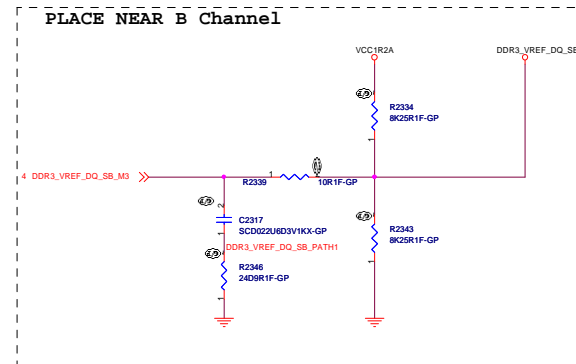 PLACE NEAR B Channel
VCC1R2A
DDR3_VREF_DQ_SB
R2334
8K25R1F-GP
1
4 DDR3_VREF_DQ_SB_M3
R2339
1
10R1F-GP
2
C2317
SCD022U6D3V1KX-GP
1
R2343
8K25R1F-GP
1
DDR3_VREF_DQ_SB_PATH1
R2346
24D9R1F-GP
1